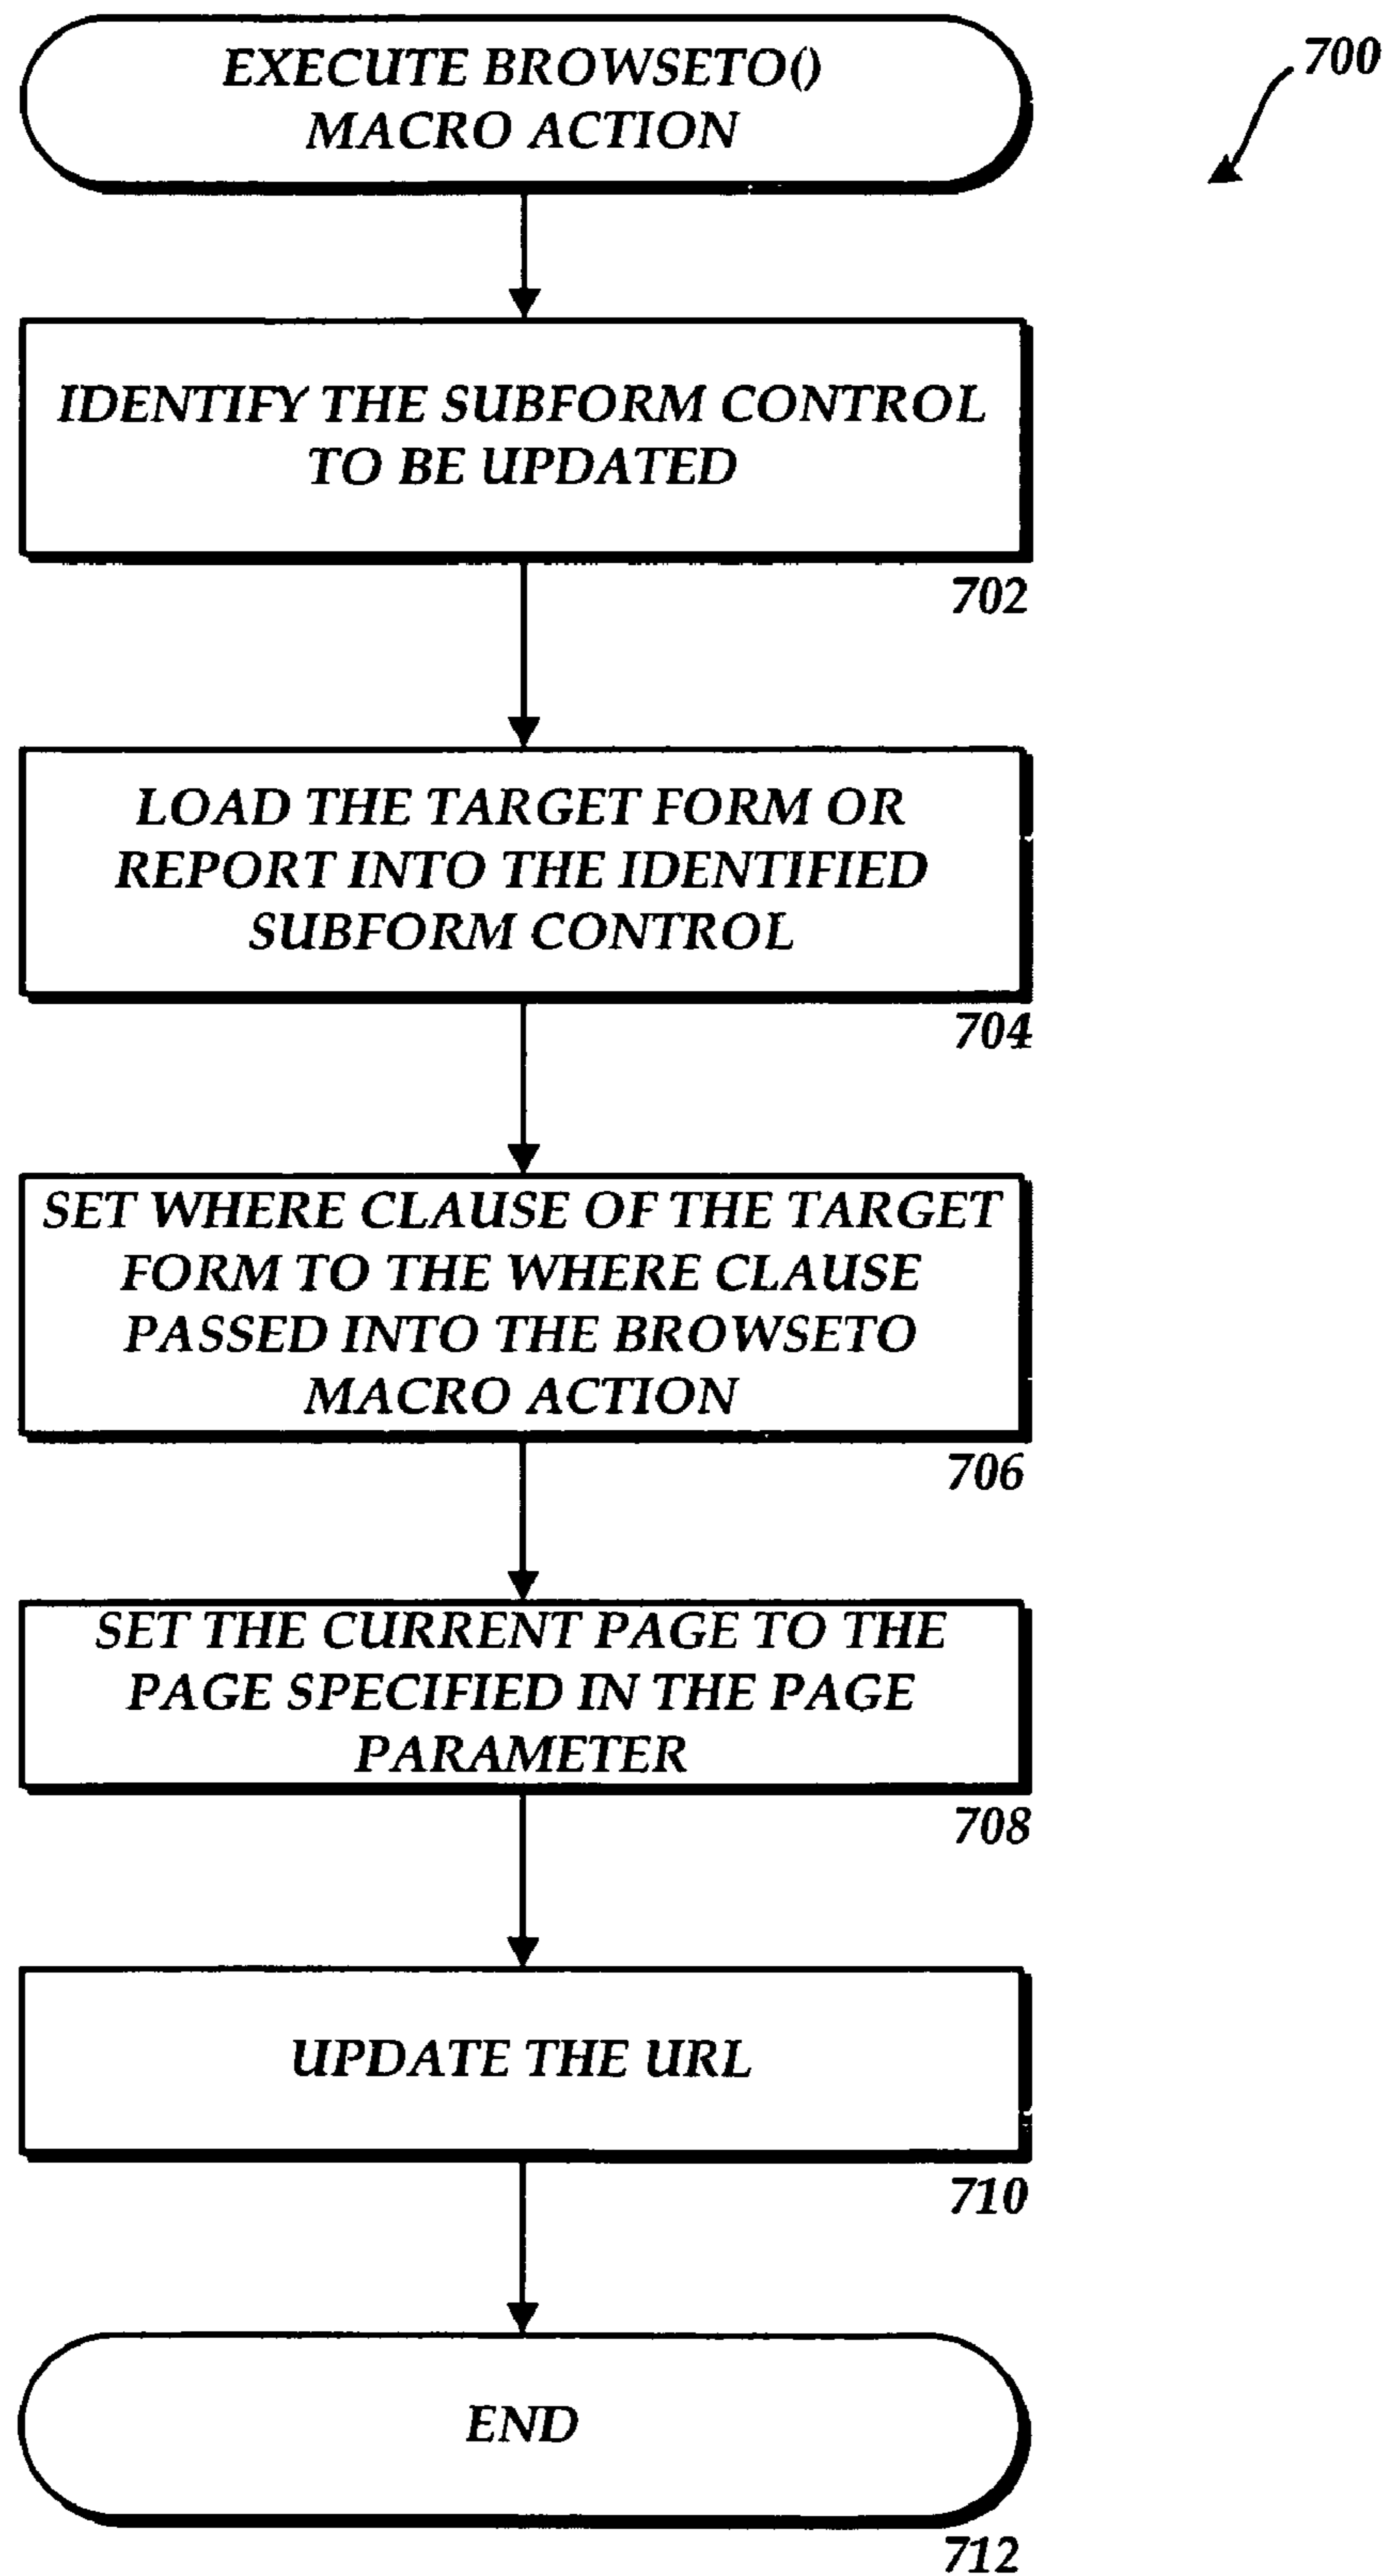 EXECUTE BROWSETO()
MACRO ACTION
700
IDENTIFY THE SUBFORM CONTROL
TO BE UPDATED
702
LOAD THE TARGET FORM OR
REPORT INTO THE IDENTIFIED
SUBFORM CONTROL
704
SET WHERE CLAUSE OF THE TARGET
FORM TO THE WHERE CLAUSE
PASSED INTO THE BROWSETO
MACRO ACTION
706
SET THE CURRENT PAGE TO THE
PAGE SPECIFIED IN THE PAGE
PARAMETER
708
UPDATE THE URL
710
END
712